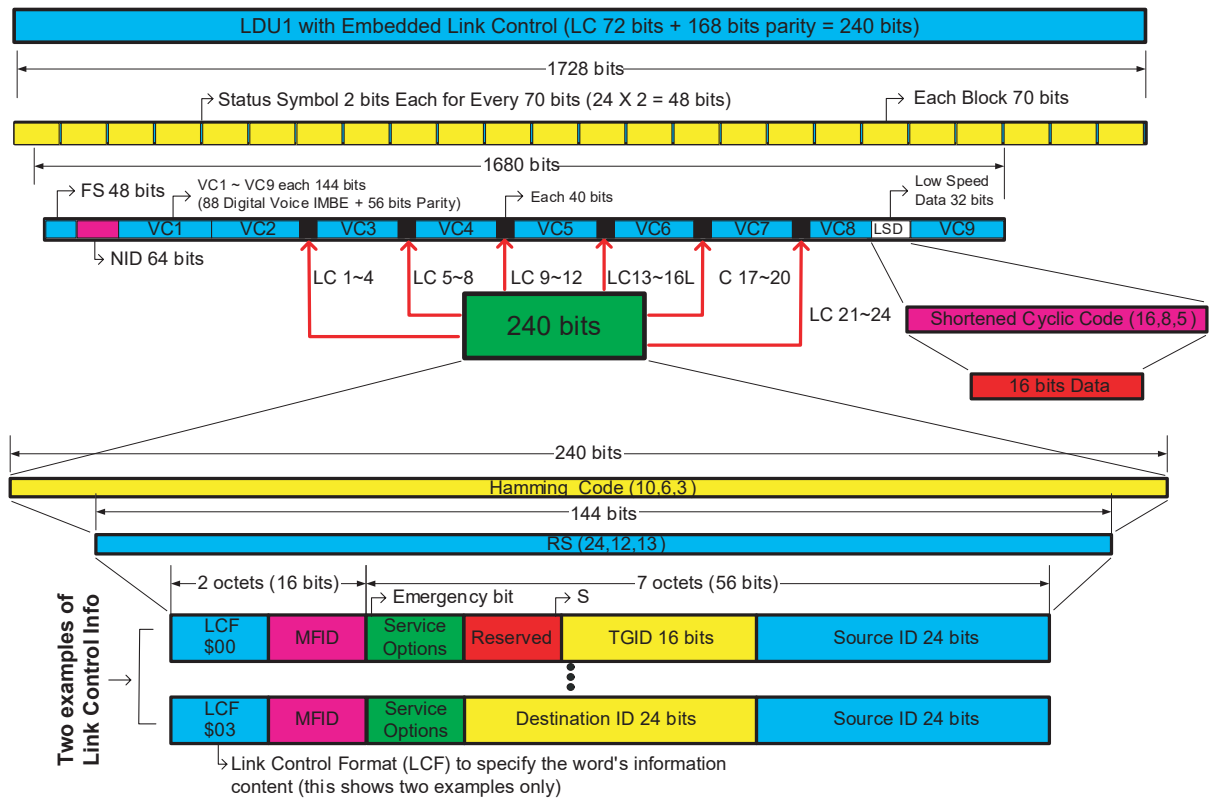 LDU1 with Embedded Link Control (LC 72 bits + 168 bits parity = 240 bits)
1728 bits
Status Symbol 2 bits Each for Every 70 bits (24 X 2 = 48 bits)
Each Block 70 bits
1680 bits
FS 48 bits
VC1 ~ VC9 each 144 bits
(88 Digital Voice IMBE + 56 bits Parity)
Each 40 bits
Low Speed
Data 32 bits
VC1 VC2 VC3 VC4 VC5 VC6 VC7 VC8 LSD VC9
NID 64 bits
LC 1~4 LC 5~8 LC 9~12 LC13~16L C 17~20
LC 21~24
240 bits
Shortened Cyclic Code (16,8,5)
16 bits Data
240 bits
Hamming Code (10,6,3)
144 bits
RS (24,12,13)
2 octets (16 bits) 7 octets (56 bits)
Emergency bit S
Two examples of
Link Control Info
LCF
$00
MFID
Service
Options
Reserved
TGID 16 bits
Source ID 24 bits
LCF
$03
MFID
Service
Options
Destination ID 24 bits
Source ID 24 bits
Link Control Format (LCF) to specify the word's information
content (this shows two examples only)